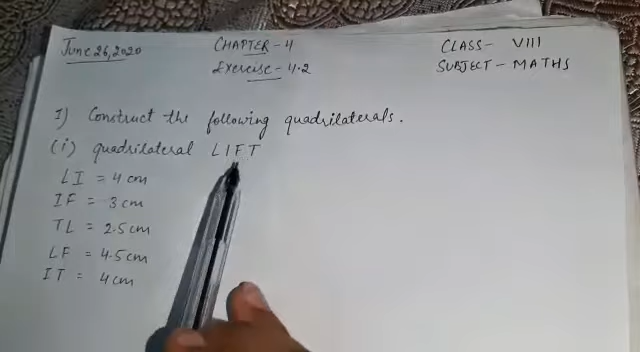 June 26, 2020
CHAPTER-4
Exercise-4.2
CLASS- VIII
SUBJECT- MATHS
I) Construct the following quadrilaterals.
(i) quadrilateral LIFT
LI = 4 cm
IF = 3 cm
TL = 2.5 cm
LF = 4.5 cm
IT = 4 cm